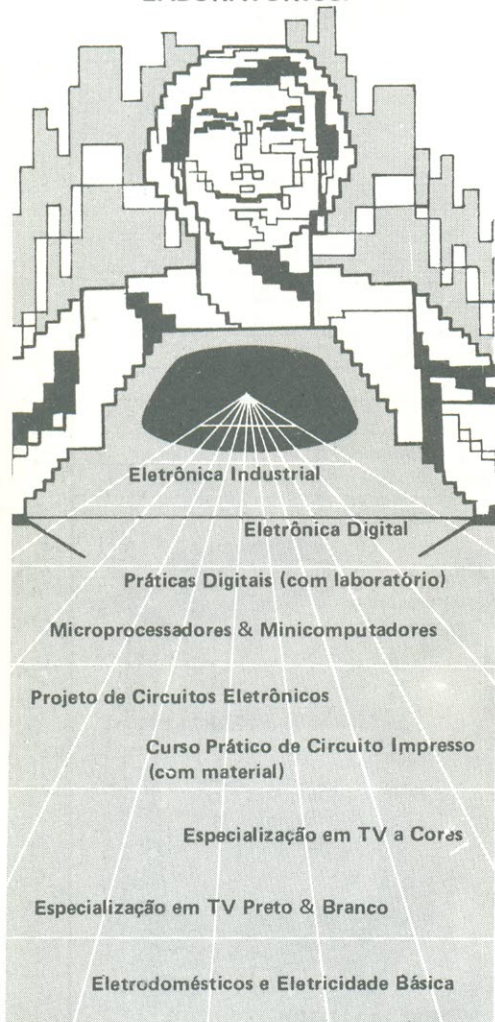 Eletrônica Industrial
Eletrônica Digital
Práticas Digitais (com laboratório)
Microprocessadores & Minicomputadores
Projeto de Circuitos Eletrônicos
Curso Prático de Circuito Impresso
(com material)
Especialização em TV a Cores
Especialização em TV Preto & Branco
Eletrodomésticos e Eletricidade Básica